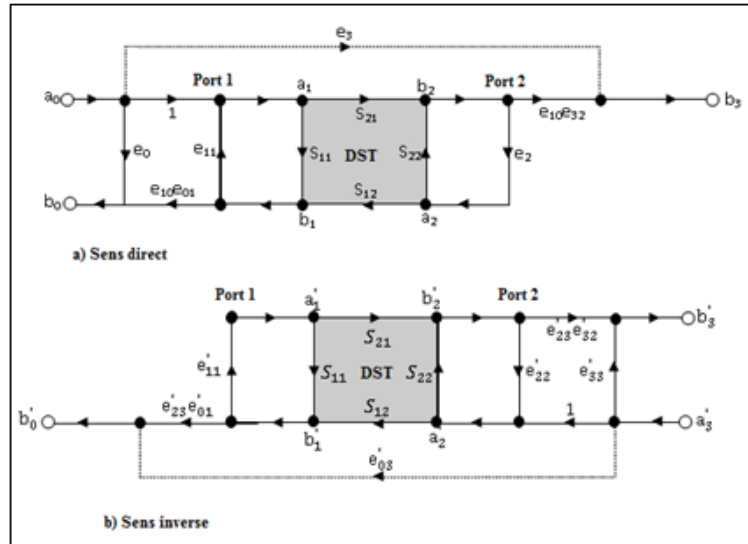 e3
Port 1
a1
b2
Port 2
a0
1
S21
e10e32
b3
e0
e11
S11
DST
S22
e2
e10e01
S12
b0
b1
a2
a) Sens direct
Port 1
a'1
b'2
Port 2
S21
e'23e'32
b'3
e'11
S11
DST
S22
e'22
e'33
e'23e'01
S12
1
b'0
b'1
a2
a'3
e'03
b) Sens inverse